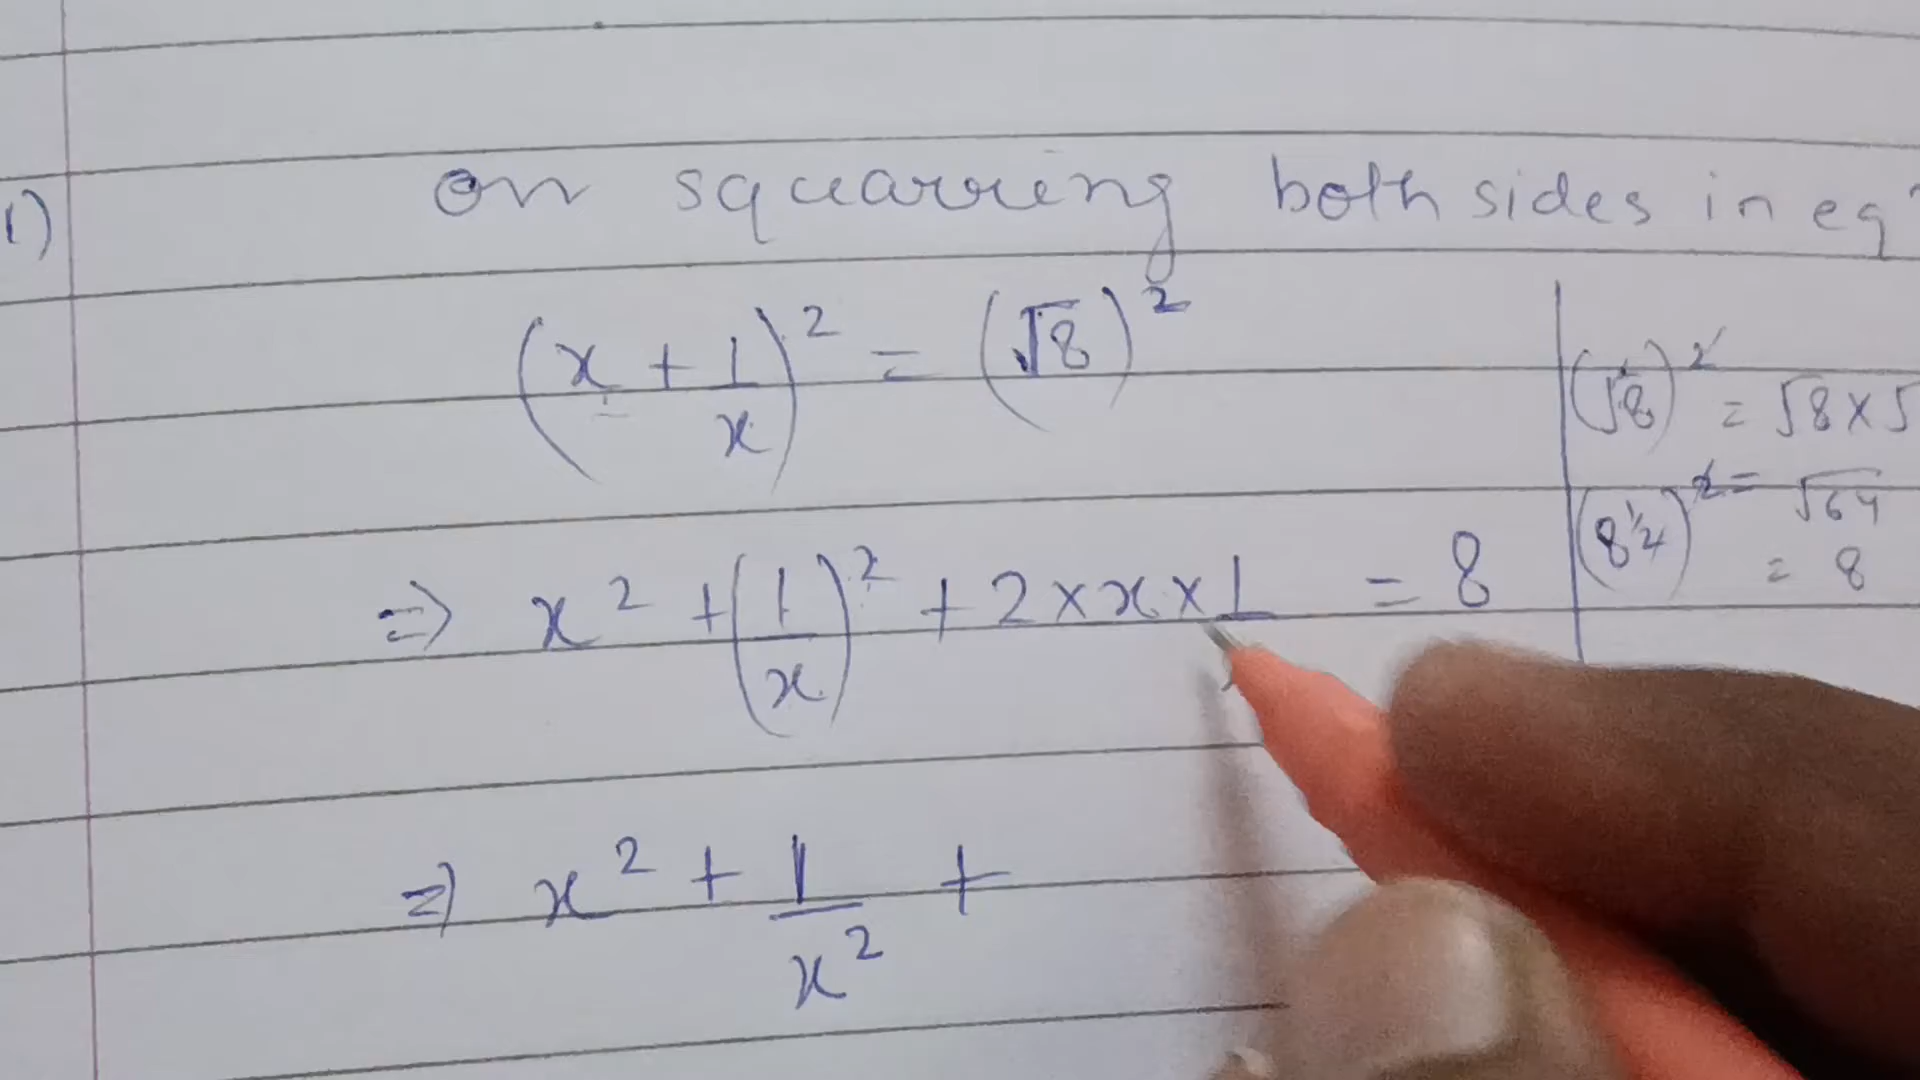 1) On squarreng both sides in eq
(x + 1/x)² = (√8)²
(√8)² = √8 × √
⇒ x² + (1/x)² + 2 × x × 1 = 8
(8^1/2)² = √64
= 8
⇒ x² + 1/x² +